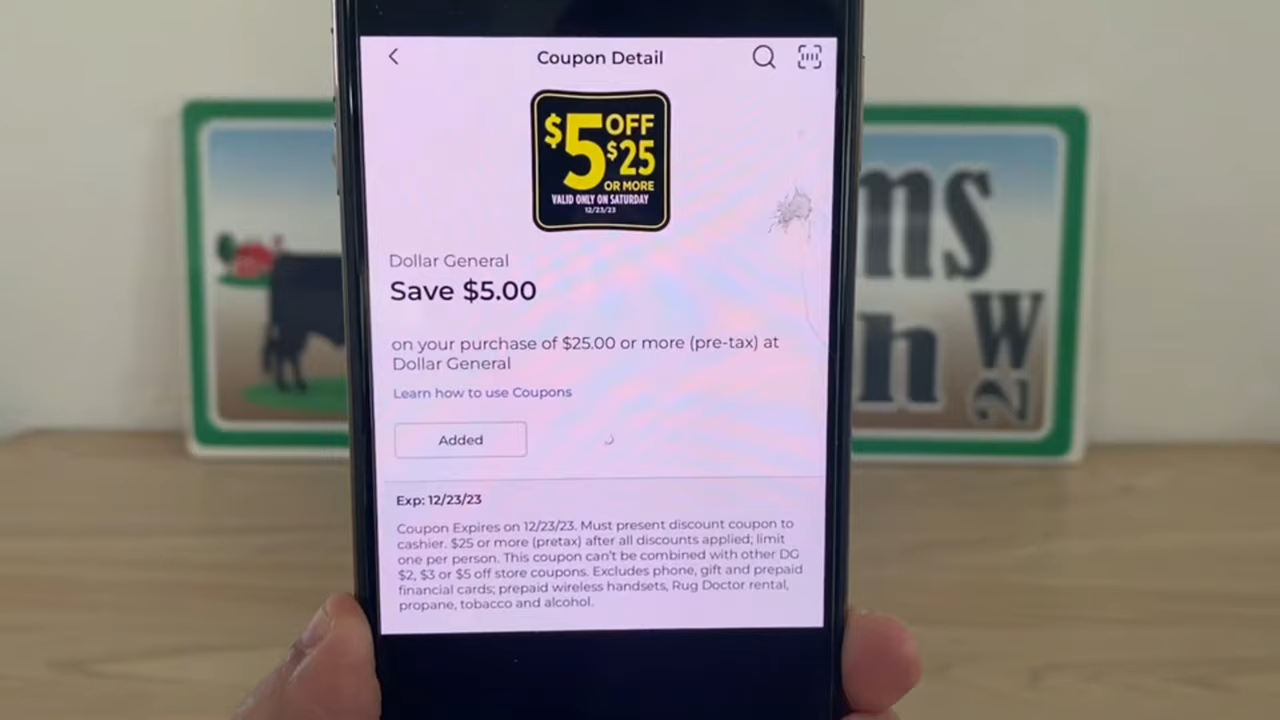 Coupon Detail
$5 OFF
$25
OR MORE
VALID ONLY ON SATURDAY
12/23/23
Dollar General
Save $5.00
on your purchase of $25.00 or more (pre-tax) at
Dollar General
Learn how to use Coupons
Added
Exp: 12/23/23
Coupon Expires on 12/23/23. Must present discount coupon to
cashier. $25 or more (pretax) after all discounts applied; limit
one per person. This coupon can't be combined with other DG
$2, $3 or $5 off store coupons. Excludes phone, gift and prepaid
financial cards; prepaid wireless handsets, Rug Doctor rental,
propane, tobacco and alcohol.
ms
n
W
N